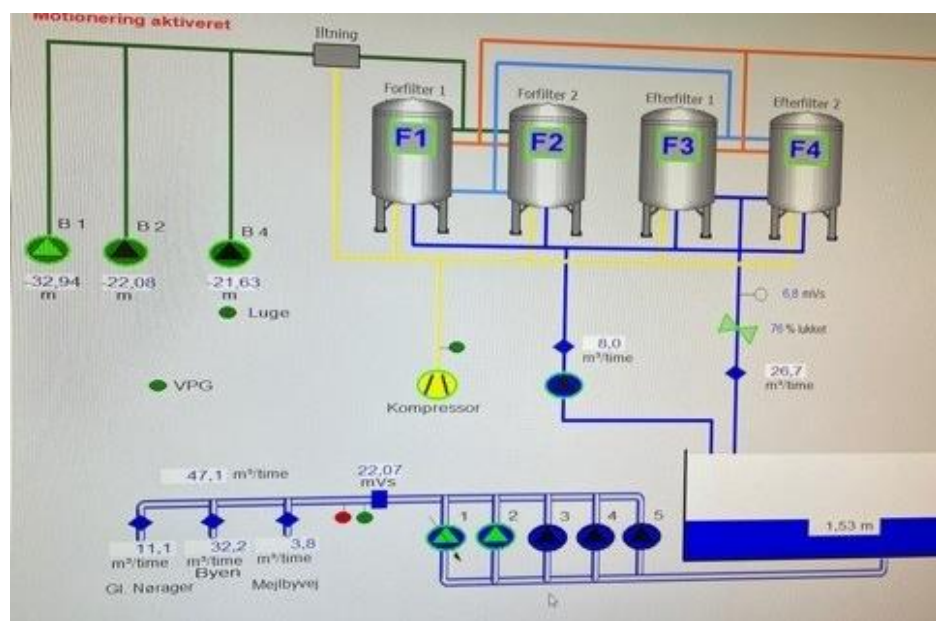 Motionering aktiveret
Iltning
Forfilter 1
Forfilter 2
Efterfilter 1
Efterfilter 2
F1
F2
F3
F4
B 1
B 2
B 4
-32,94
m
-22,08
m
-21,63
m
Luge
VPG
Kompressor
6,8 mVs
76 % lukket
8,0
m³/time
26,7
m³/time
47,1 m³/time
22,07
mVs
1
2
3
4
5
1,53 m
11,1
m³/time
Gl. Nørager
32,2
m³/time
Byen
3,8
m³/time
Mejlbyvej